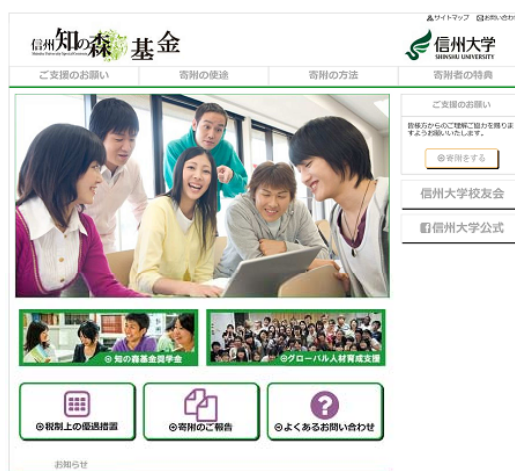 サイトマップ お問い合わせ
信州知の森基金
信州大学
SHINSHU UNIVERSITY
ご支援のお願い
寄附の使途
寄附の方法
寄附者の特典
ご支援のお願い
皆様方からのご理解ご協力を賜りま
すようお願いいたします。
寄附をする
信州大学校友会
信州大学公式
知の森基金奨学金
グローバル人材育成支援
税制上の優遇措置
寄附のご報告
よくあるお問い合わせ
お知らせ